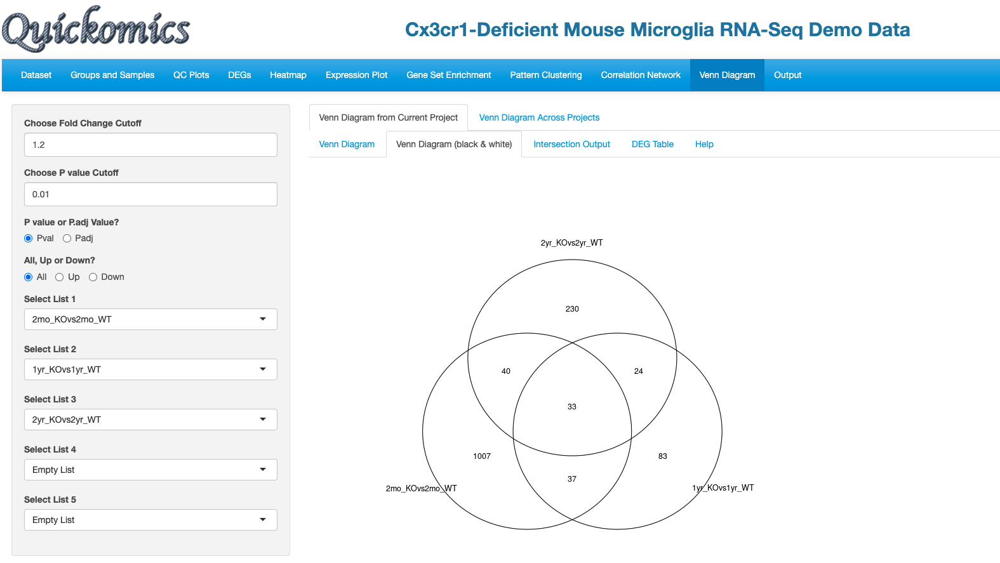 Quickomics
Cx3cr1-Deficient Mouse Microglia RNA-Seq Demo Data
Dataset Groups and Samples QC Plots DEGs Heatmap Expression Plot Gene Set Enrichment Pattern Clustering Correlation Network Venn Diagram Output
Choose Fold Change Cutoff
1.2
Choose P value Cutoff
0.01
P value or P.adj Value?
Pval Padj
All, Up or Down?
All Up Down
Select List 1
2mo_KOvs2mo_WT
Select List 2
1yr_KOvs1yr_WT
Select List 3
2yr_KOvs2yr_WT
Select List 4
Empty List
Select List 5
Empty List
Venn Diagram from Current Project Venn Diagram Across Projects
Venn Diagram Venn Diagram (black & white) Intersection Output DEG Table Help
2yr_KOvs2yr_WT
230
40 24
33
1007 83
37
2mo_KOvs2mo_WT 1yr_KOvs1yr_WT